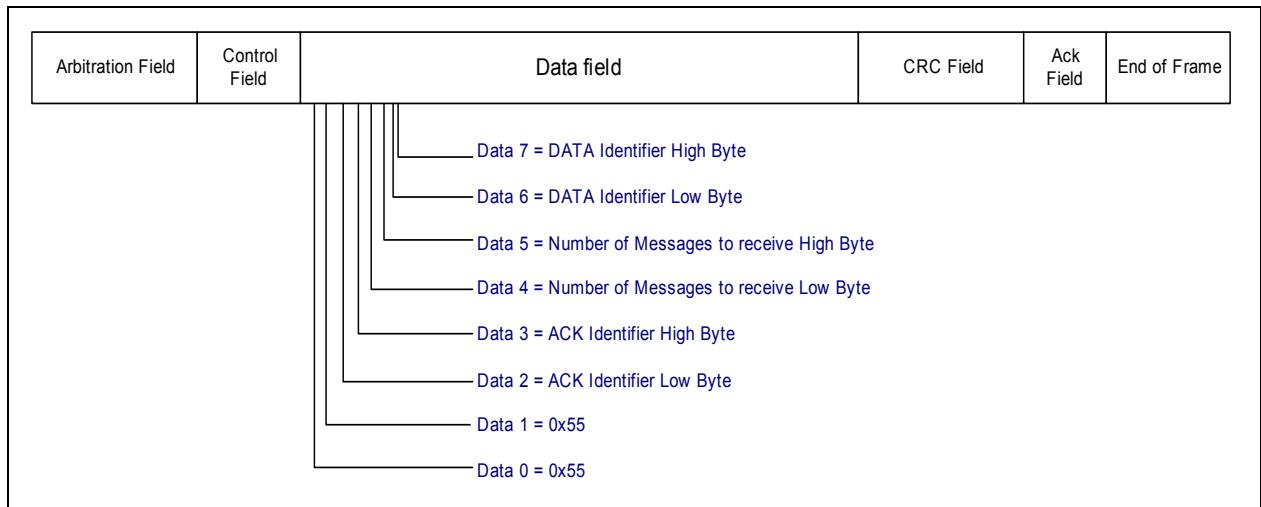 Arbitration Field
Control
Field
Data field
CRC Field
Ack
Field
End of Frame
Data 7 = DATA Identifier High Byte
Data 6 = DATA Identifier Low Byte
Data 5 = Number of Messages to receive High Byte
Data 4 = Number of Messages to receive Low Byte
Data 3 = ACK Identifier High Byte
Data 2 = ACK Identifier Low Byte
Data 1 = 0x55
Data 0 = 0x55